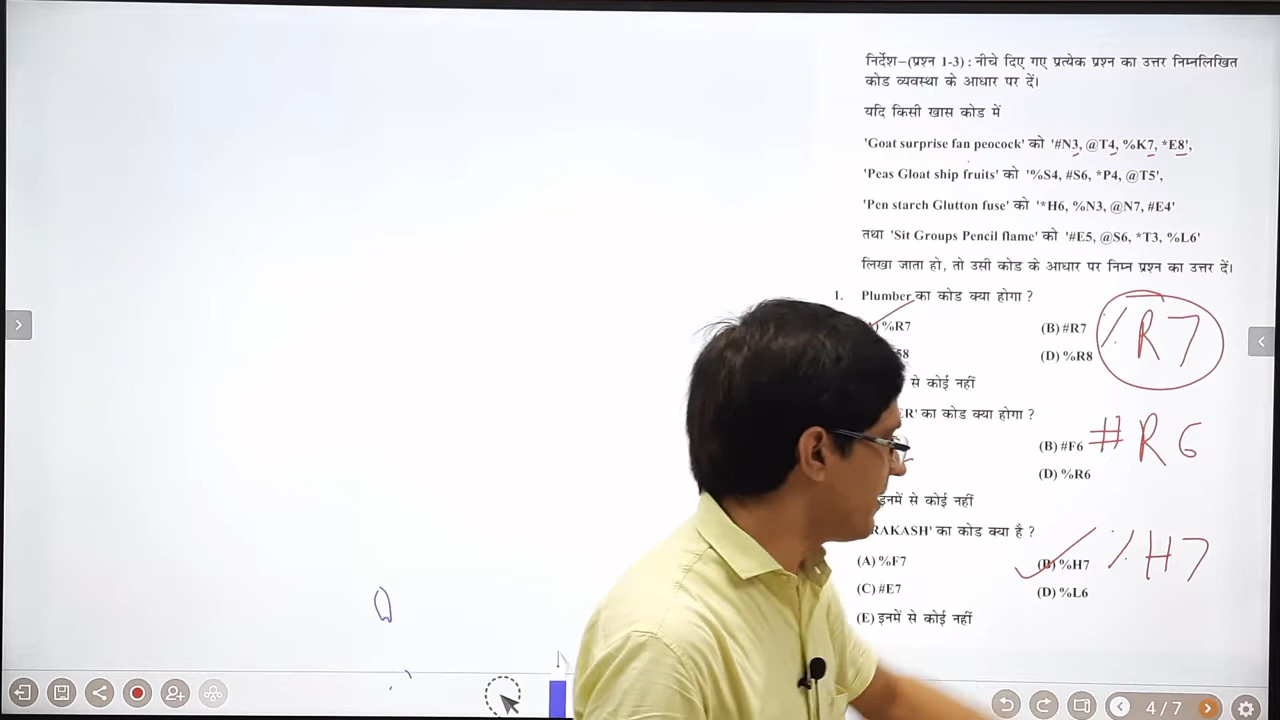 निर्देश–(प्रश्न 1-3) : नीचे दिए गए प्रत्येक प्रश्न का उत्तर निम्नलिखित
कोड व्यवस्था के आधार पर दें।
यदि किसी खास कोड में
'Goat surprise fan peocock' को '#N3, @T4, %K7, *E8',
'Peas Gloat ship fruits' को '%S4, #S6, *P4, @T5',
'Pen starch Glutton fuse' को '*H6, %N3, @N7, #E4'
तथा 'Sit Groups Pencil flame' को '#E5, @S6, *T3, %L6'
लिखा जाता हो, तो उसी कोड के आधार पर निम्न प्रश्न का उत्तर दें।
1. Plumber का कोड क्या होगा ?
%R7 (B) #R7
(D) %R8
%R7
से कोई नहीं
ER' का कोड क्या होगा ?
(B) #F6
#R6
(D) %R6
इनमें से कोई नहीं
RAKASH' का कोड क्या है ?
(A) %F7 (B) %H7
%H7
(C) #E7 (D) %L6
(E) इनमें से कोई नहीं
4/7